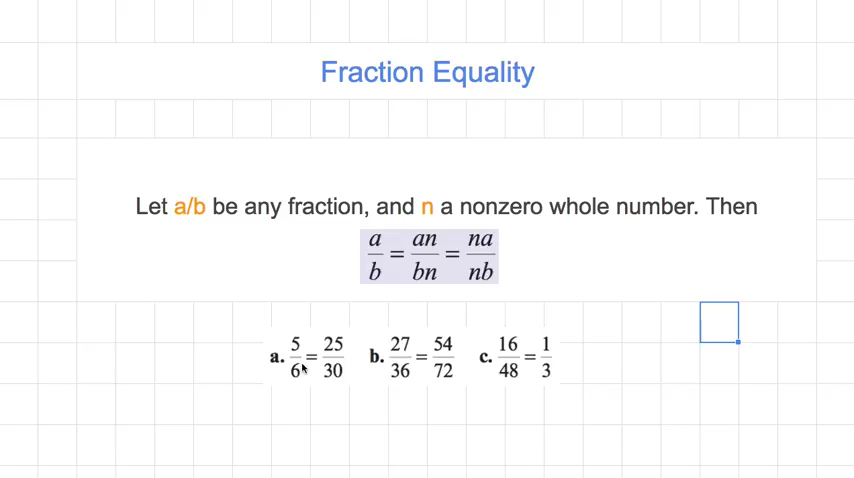 Fraction Equality
Let a/b be any fraction, and n a nonzero whole number. Then
a/b = an/bn = na/nb
a. 5/6 = 25/30 b. 27/36 = 54/72 c. 16/48 = 1/3